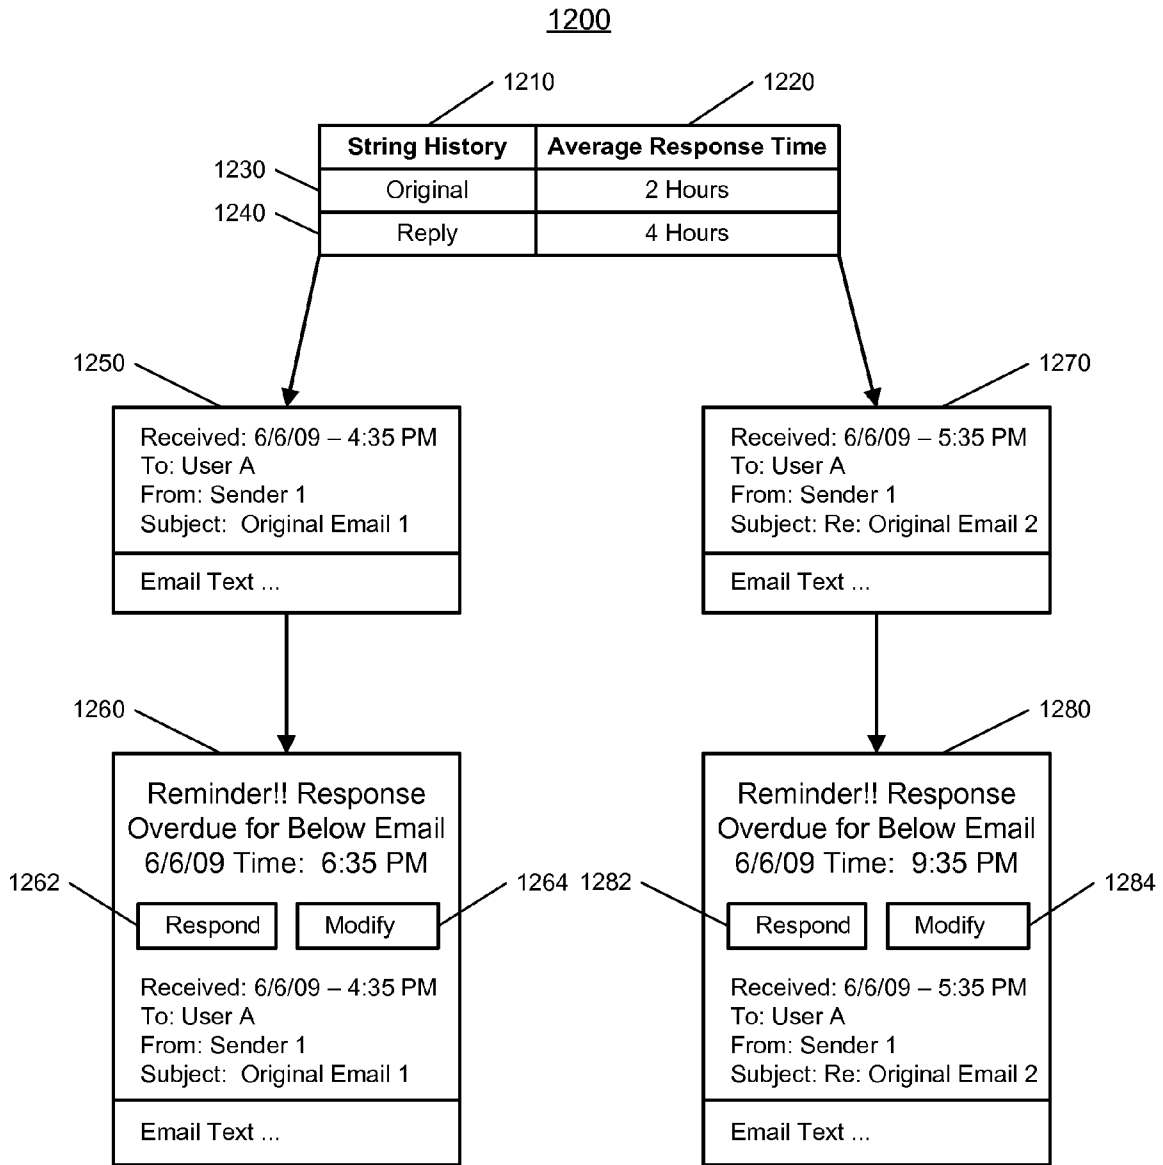 1200
1210
1220
String History Average Response Time
1230
Original 2 Hours
1240
Reply 4 Hours
1250
Received: 6/6/09 – 4:35 PM
To: User A
From: Sender 1
Subject: Original Email 1
Email Text ...
1270
Received: 6/6/09 – 5:35 PM
To: User A
From: Sender 1
Subject: Re: Original Email 2
Email Text ...
1260
Reminder!! Response
Overdue for Below Email
6/6/09 Time: 6:35 PM
1262
1264
Respond
Modify
Received: 6/6/09 – 4:35 PM
To: User A
From: Sender 1
Subject: Original Email 1
Email Text ...
1280
Reminder!! Response
Overdue for Below Email
6/6/09 Time: 9:35 PM
1282
1284
Respond
Modify
Received: 6/6/09 – 5:35 PM
To: User A
From: Sender 1
Subject: Re: Original Email 2
Email Text ...